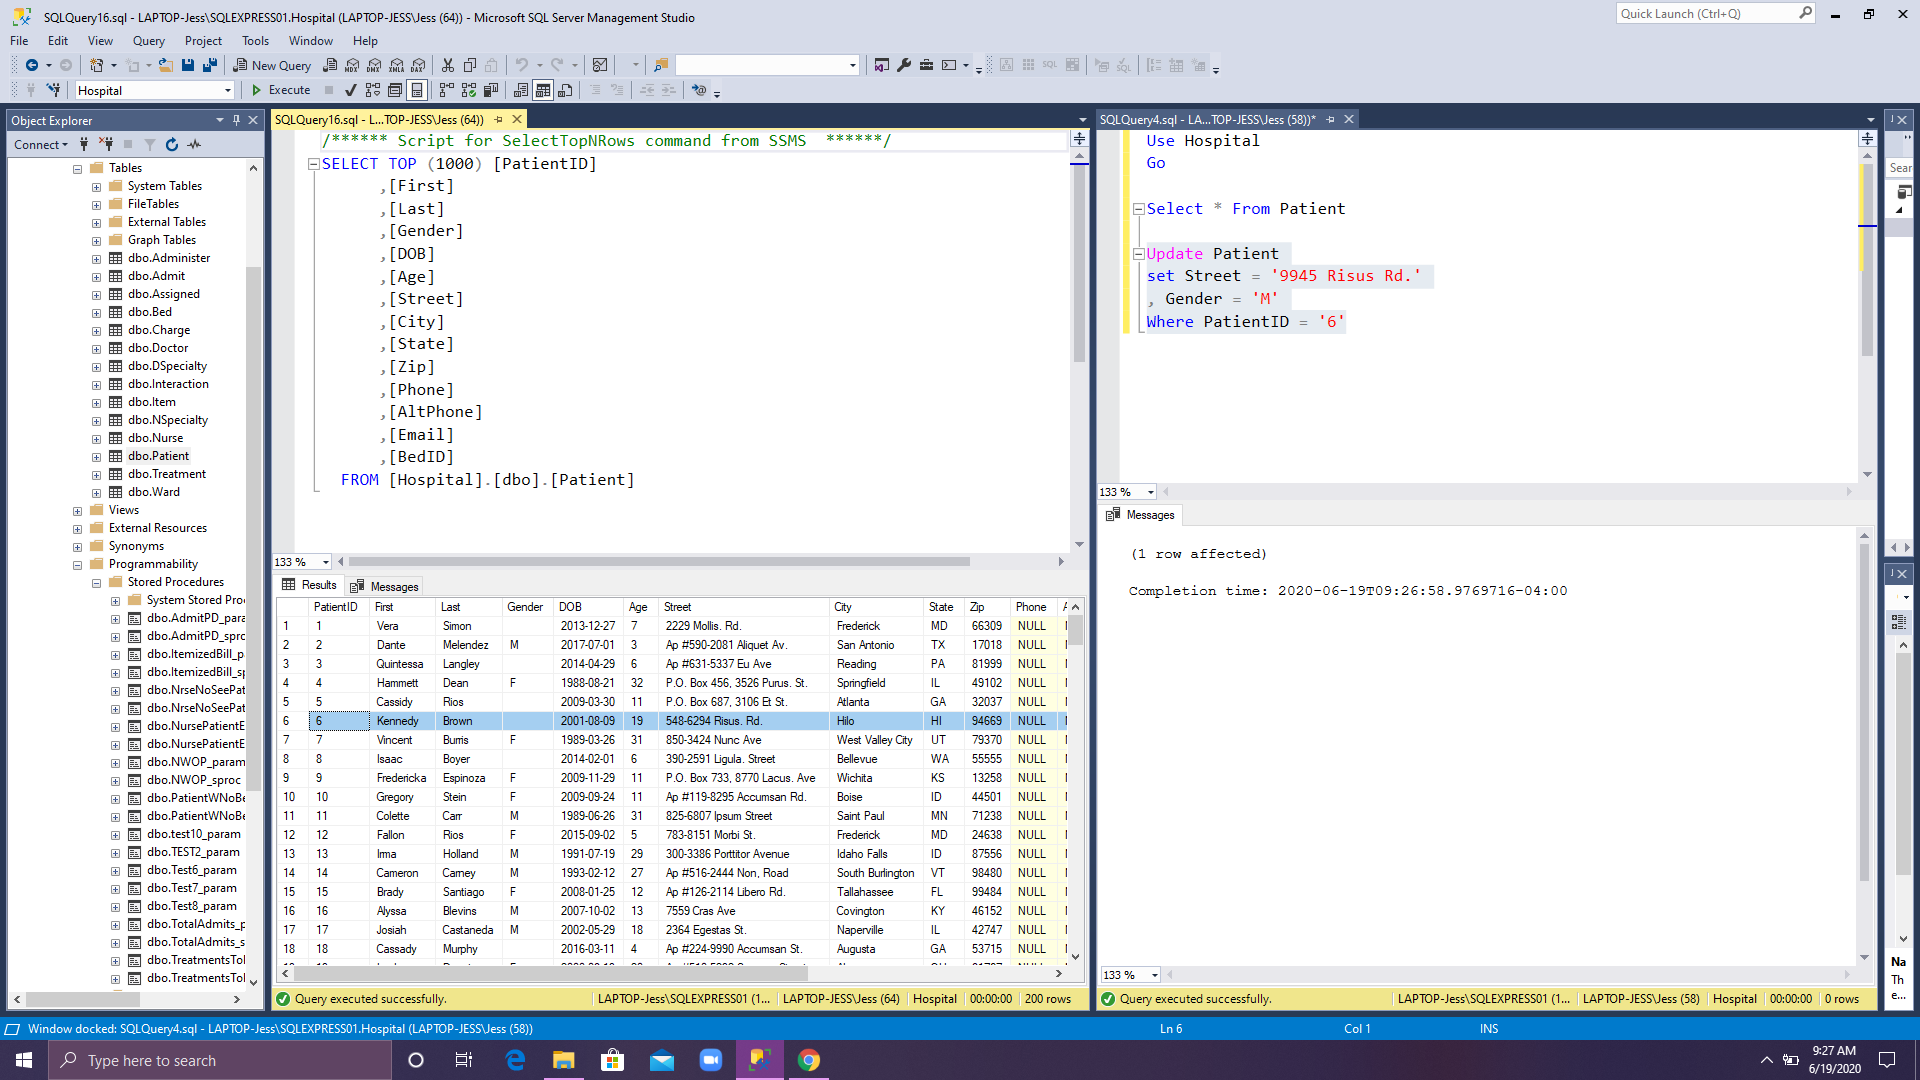 SQLQuery16.sql - LAPTOP-Jess\SQLEXPRESS01.Hospital (LAPTOP-JESS\Jess (64)) - Microsoft SQL Server Management Studio
Quick Launch (Ctrl+Q)
File Edit View Query Project Tools Window Help
New Query MDX DMX XMLA DAX
Hospital Execute
Object Explorer
Connect
Tables
System Tables
FileTables
External Tables
Graph Tables
dbo.Administer
dbo.Admit
dbo.Assigned
dbo.Bed
dbo.Charge
dbo.Doctor
dbo.DSpecialty
dbo.Interaction
dbo.Item
dbo.NSpecialty
dbo.Nurse
dbo.Patient
dbo.Treatment
dbo.Ward
Views
External Resources
Synonyms
Programmability
Stored Procedures
System Stored Pro
dbo.AdmitPD_para
dbo.AdmitPD_sproc
dbo.ItemizedBill_p
dbo.ItemizedBill_sp
dbo.NrseNoSeePat
dbo.NrseNoSeePat
dbo.NursePatientE
dbo.NursePatientE
dbo.NWOP_param
dbo.NWOP_sproc
dbo.PatientWNoBe
dbo.PatientWNoBe
dbo.test10_param
dbo.TEST2_param
dbo.Test6_param
dbo.Test7_param
dbo.Test8_param
dbo.TotalAdmits_p
dbo.TotalAdmits_s
dbo.TreatmentsTol
dbo.TreatmentsTol
SQLQuery16.sql - L...TOP-JESS\Jess (64))
/****** Script for SelectTopNRows command from SSMS ******/
SELECT TOP (1000) [PatientID]
,[First]
,[Last]
,[Gender]
,[DOB]
,[Age]
,[Street]
,[City]
,[State]
,[Zip]
,[Phone]
,[AltPhone]
,[Email]
,[BedID]
FROM [Hospital].[dbo].[Patient]
133 %
Results Messages
PatientID First Last Gender DOB Age Street City State Zip Phone
1 1 Vera Simon 2013-12-27 7 2229 Mollis. Rd. Frederick MD 66309 NULL
2 2 Dante Melendez M 2017-07-01 3 Ap #590-2081 Aliquet Av. San Antonio TX 17018 NULL
3 3 Quintessa Langley 2014-04-29 6 Ap #631-5337 Eu Ave Reading PA 81999 NULL
4 4 Hammett Dean F 1988-08-21 32 P.O. Box 456, 3526 Purus. St. Springfield IL 49102 NULL
5 5 Cassidy Rios 2009-03-30 11 P.O. Box 687, 3106 Et St. Atlanta GA 32037 NULL
6 6 Kennedy Brown 2001-08-09 19 548-6294 Risus. Rd. Hilo HI 94669 NULL
7 7 Vincent Burris F 1989-03-26 31 850-3424 Nunc Ave West Valley City UT 79370 NULL
8 8 Isaac Boyer 2014-02-01 6 390-2591 Ligula. Street Bellevue WA 55555 NULL
9 9 Fredericka Espinoza F 2009-11-29 11 P.O. Box 733, 8770 Lacus. Ave Wichita KS 13258 NULL
10 10 Gregory Stein F 2009-09-24 11 Ap #119-8295 Accumsan Rd. Boise ID 44501 NULL
11 11 Colette Carr M 1989-06-26 31 825-6807 Ipsum Street Saint Paul MN 71238 NULL
12 12 Fallon Rios F 2015-09-02 5 783-8151 Morbi St. Frederick MD 24638 NULL
13 13 Irma Holland M 1991-07-19 29 300-3386 Porttitor Avenue Idaho Falls ID 87556 NULL
14 14 Cameron Carney M 1993-02-12 27 Ap #516-2444 Non, Road South Burlington VT 98480 NULL
15 15 Brady Santiago F 2008-01-25 12 Ap #126-2114 Libero Rd. Tallahassee FL 99484 NULL
16 16 Alyssa Blevins M 2007-10-02 13 7559 Cras Ave Covington KY 46152 NULL
17 17 Josiah Castaneda M 2002-05-29 18 2364 Egestas St. Naperville IL 42747 NULL
18 18 Cassady Murphy 2016-03-11 4 Ap #224-9990 Accumsan St. Augusta GA 53715 NULL
Query executed successfully. LAPTOP-Jess\SQLEXPRESS01 (1... LAPTOP-JESS\Jess (64) Hospital 00:00:00 200 rows
SQLQuery4.sql - LA...TOP-JESS\Jess (58))*
Use Hospital
Go
Select * From Patient
Update Patient
set Street = '9945 Risus Rd.'
, Gender = 'M'
Where PatientID = '6'
133 %
Messages
(1 row affected)
Completion time: 2020-06-19T09:26:58.9769716-04:00
133 %
Query executed successfully. LAPTOP-Jess\SQLEXPRESS01 (1... LAPTOP-JESS\Jess (58) Hospital 00:00:00 0 rows
Sear
Na
Th
e...
Window docked: SQLQuery4.sql - LAPTOP-Jess\SQLEXPRESS01.Hospital (LAPTOP-JESS\Jess (58)) Ln 6 Col 1 INS
Type here to search
9:27 AM
6/19/2020